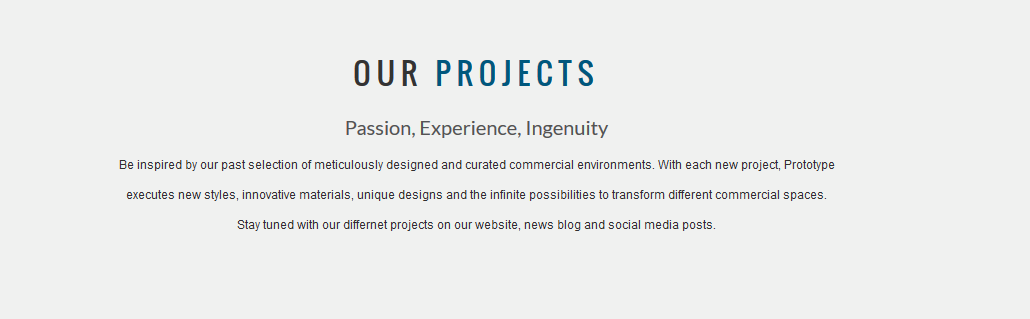 OUR PROJECTS
Passion, Experience, Ingenuity
Be inspired by our past selection of meticulously designed and curated commercial environments. With each new project, Prototype
executes new styles, innovative materials, unique designs and the infinite possibilities to transform different commercial spaces.
Stay tuned with our differnet projects on our website, news blog and social media posts.